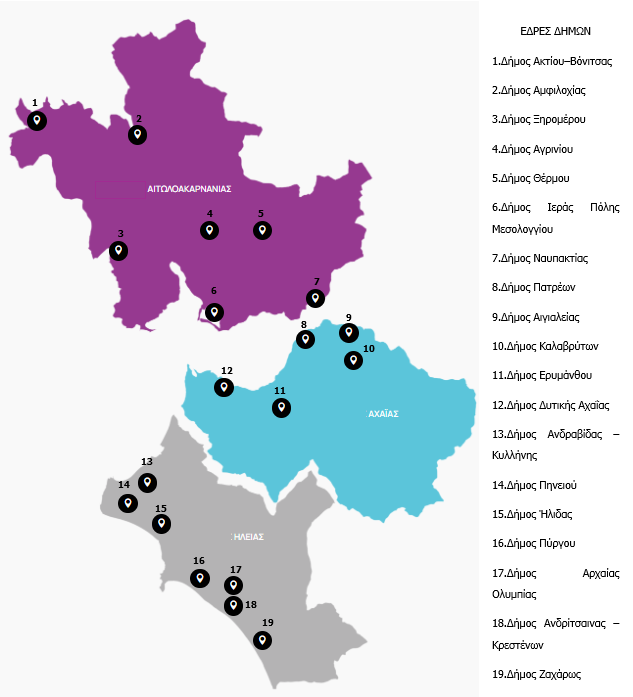 1
2
ΑΙΤΩΛΟΑΚΑΡΝΑΝΙΑΣ
4
5
3
6
7
8
9
10
12
11
ΑΧΑΪΑΣ
13
14
15
ΗΛΕΙΑΣ
16
17
18
19
ΕΔΡΕΣ ΔΗΜΩΝ
1.Δήμος Ακτίου–Βόνιτσας
2.Δήμος Αμφιλοχίας
3.Δήμος Ξηρομέρου
4.Δήμος Αγρινίου
5.Δήμος Θέρμου
6.Δήμος Ιεράς Πόλης
Μεσολογγίου
7.Δήμος Ναυπακτίας
8.Δήμος Πατρέων
9.Δήμος Αιγιαλείας
10.Δήμος Καλαβρύτων
11.Δήμος Ερυμάνθου
12.Δήμος Δυτικής Αχαΐας
13.Δήμος Ανδραβίδας –
Κυλλήνης
14.Δήμος Πηνειού
15.Δήμος Ήλιδας
16.Δήμος Πύργου
17.Δήμος Αρχαίας
Ολυμπίας
18.Δήμος Ανδρίτσαινας –
Κρεστένων
19.Δήμος Ζαχάρως